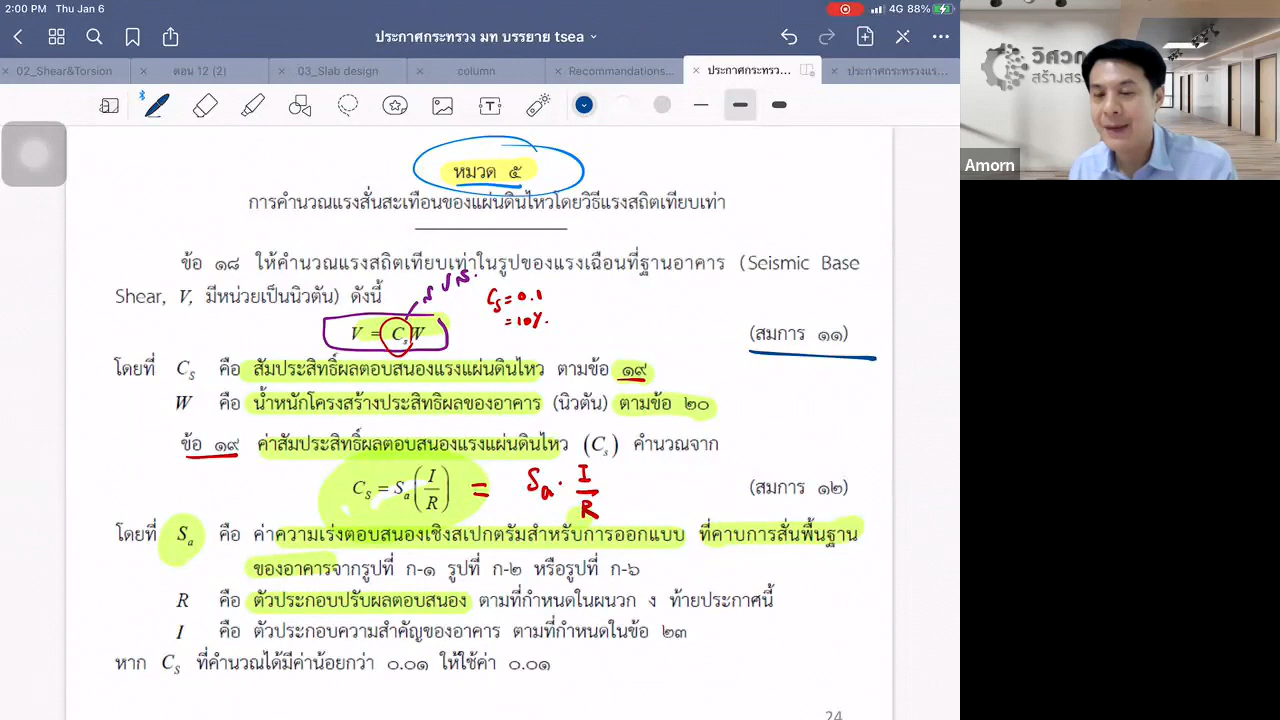 2:00 PM Thu Jan 6
4G 88%
ประกาศกระทรวง มท บรรยาย tsea
02_Shear&Torsion
ตอน 12 (2)
03_Slab design
column
Recommandations...
ประกาศกระทรว...
ประกาศกระทรวงแร...
วิศวก
สร้างสร
Amorn
หมวด ๕
การคำนวณแรงสั่นสะเทือนของแผ่นดินไหวโดยวิธีแรงสถิตเทียบเท่า
ข้อ ๑๘ ให้คำนวณแรงสถิตเทียบเท่าในรูปของแรงเฉือนที่ฐานอาคาร (Seismic Base
Shear, V, มีหน่วยเป็นนิวตัน) ดังนี้
Cs = 0.1
= 10%
V = CsW (สมการ ๑๑)
โดยที่ CS คือ สัมประสิทธิ์ผลตอบสนองแรงแผ่นดินไหว ตามข้อ ๑๙
W คือ น้ำหนักโครงสร้างประสิทธิผลของอาคาร (นิวตัน) ตามข้อ ๒๐
ข้อ ๑๙ ค่าสัมประสิทธิ์ผลตอบสนองแรงแผ่นดินไหว (Cs) คำนวณจาก
CS = Sa(I/R) = Sa · I/R (สมการ ๑๒)
โดยที่ Sa คือ ค่าความเร่งตอบสนองเชิงสเปกตรัมสำหรับการออกแบบ ที่คาบการสั่นพื้นฐาน
ของอาคารจากรูปที่ ก-๑ รูปที่ ก-๒ หรือรูปที่ ก-๖
R คือ ตัวประกอบปรับผลตอบสนอง ตามที่กำหนดในผนวก ง ท้ายประกาศนี้
I คือ ตัวประกอบความสำคัญของอาคาร ตามที่กำหนดในข้อ ๒๓
หาก CS ที่คำนวณได้มีค่าน้อยกว่า ๐.๐๑ ให้ใช้ค่า ๐.๐๑
24